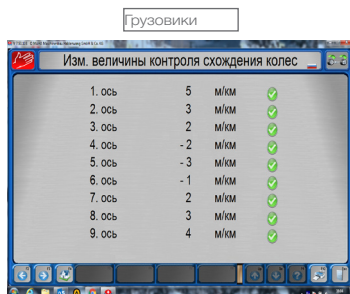 Грузовики
Изм. величины контроля схождения колес
1. ось 5 м/км
2. ось 3 м/км
3. ось 2 м/км
4. ось - 2 м/км
5. ось - 3 м/км
6. ось - 1 м/км
7. ось 2 м/км
8. ось 3 м/км
9. ось 4 м/км